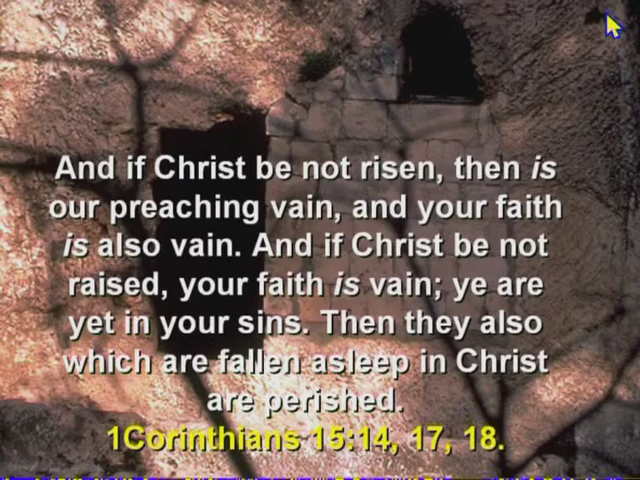 And if Christ be not risen, then is
our preaching vain, and your faith
is also vain. And if Christ be not
raised, your faith is vain; ye are
yet in your sins. Then they also
which are fallen asleep in Christ
are perished.
1Corinthians 15:14, 17, 18.